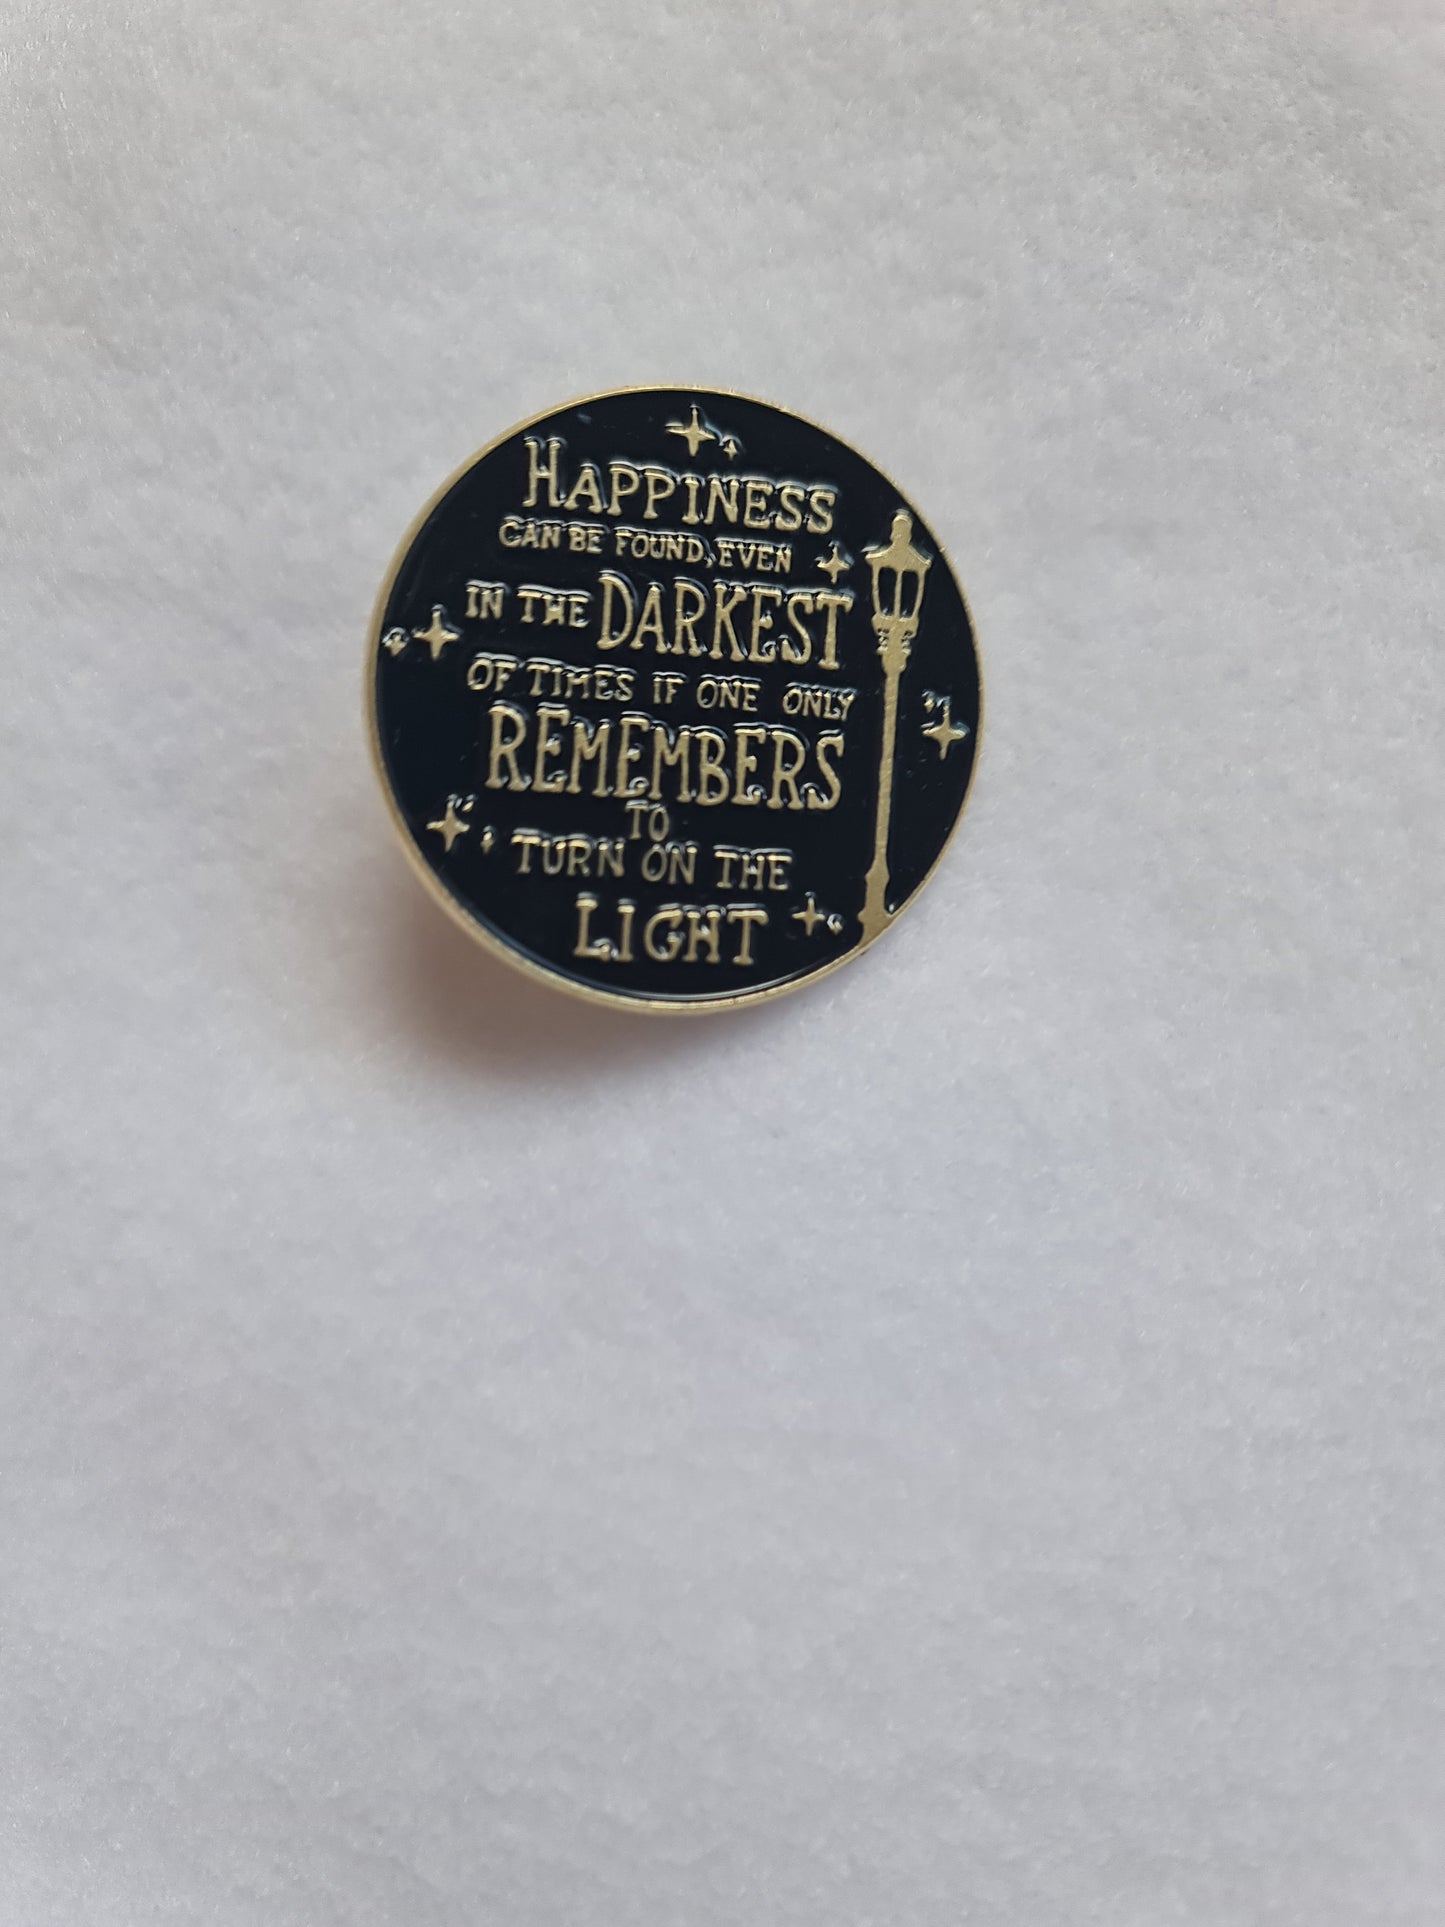 HAPPINESS
CAN BE FOUND, EVEN
IN THE DARKEST
OF TIMES IF ONE ONLY
REMEMBERS
TO
TURN ON THE
LIGHT